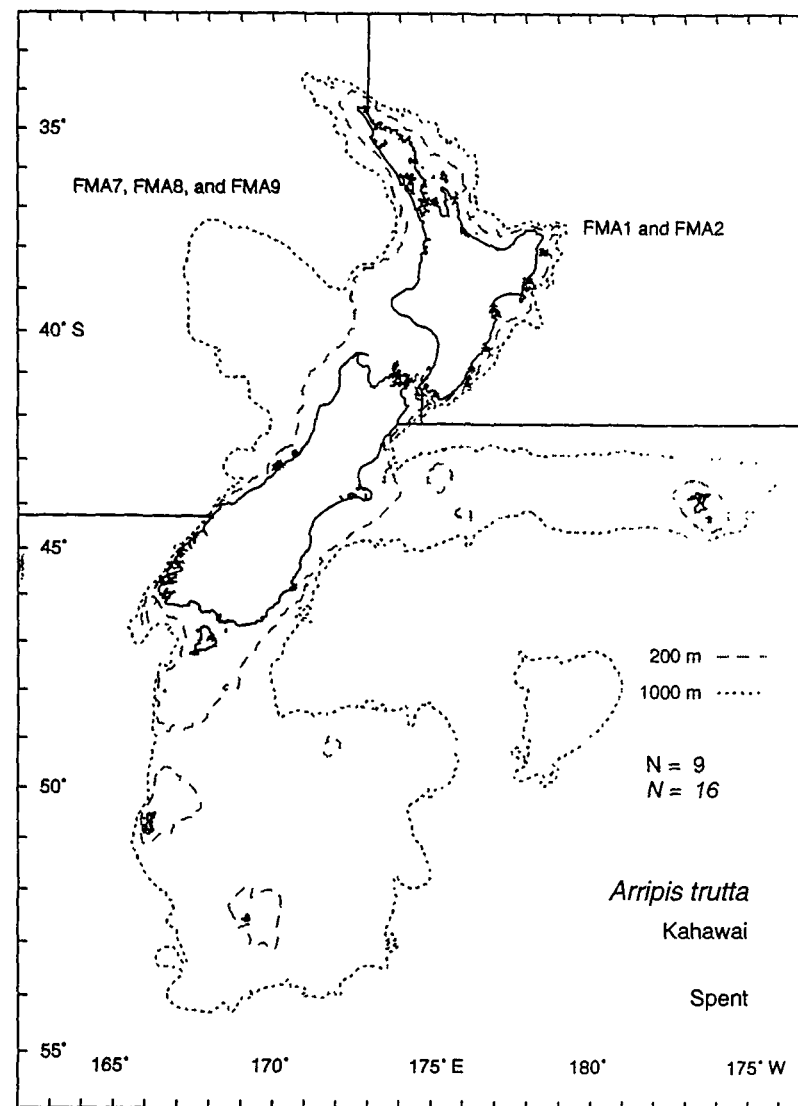 35°
FMA7, FMA8, and FMA9
FMA1 and FMA2
40° S
45°
200 m
1000 m
50°
N = 9
N = 16
Arripis trutta
Kahawai
Spent
55°
165°
170°
175° E
180°
175° W